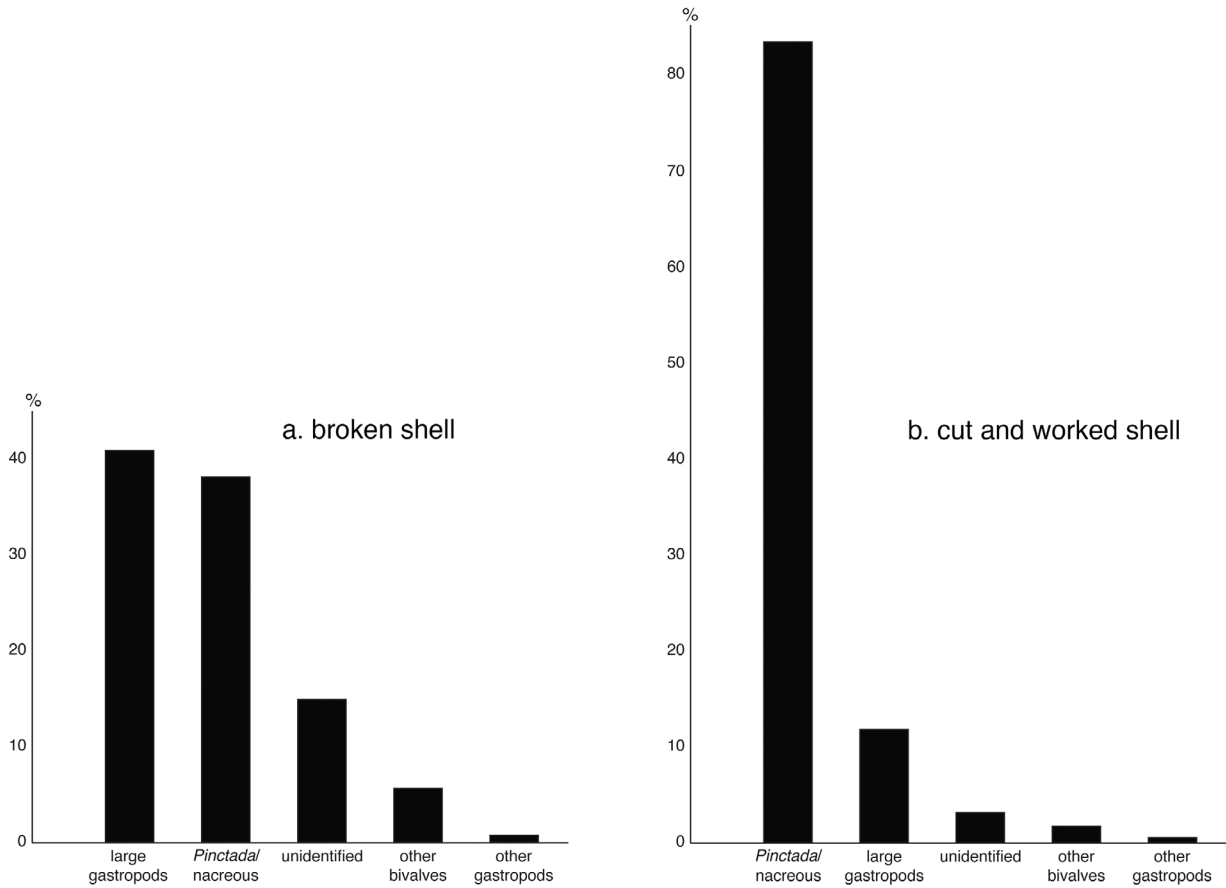 %
a. broken shell
40
30
20
10
0
large
gastropods
Pinctada/
nacreous
unidentified
other
bivalves
other
gastropods
%
80
70
60
50
b. cut and worked shell
40
30
20
10
0
Pinctada/
nacreous
large
gastropods
unidentified
other
bivalves
other
gastropods